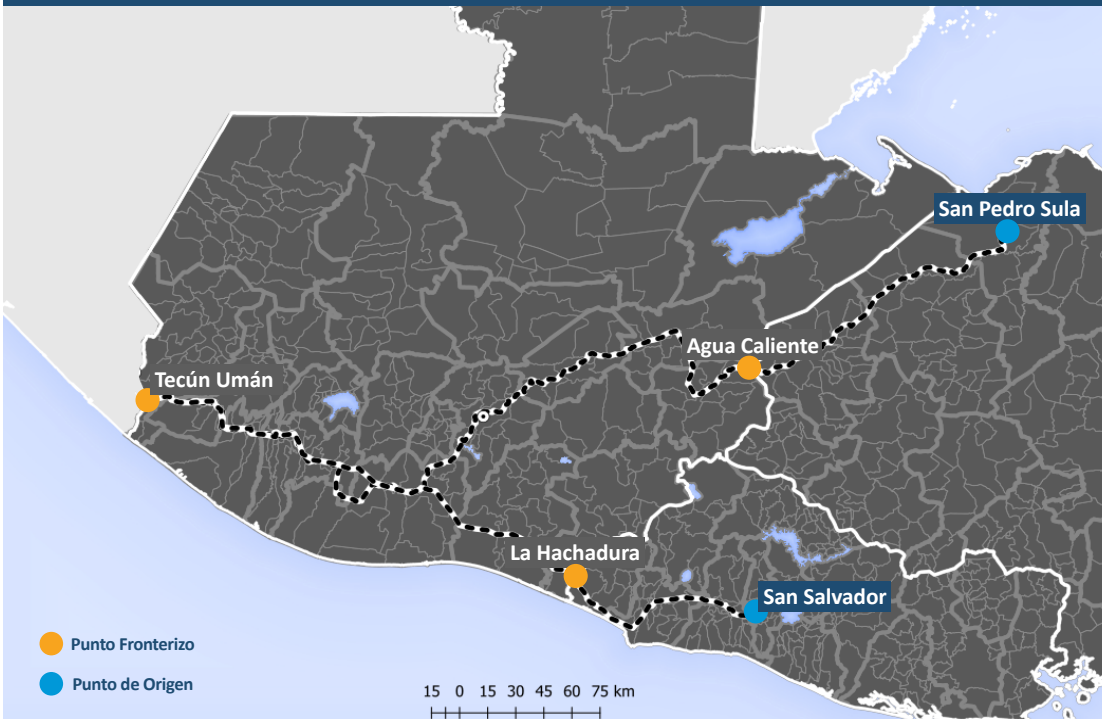 San Pedro Sula
Agua Caliente
Tecún Umán
La Hachadura
San Salvador
Punto Fronterizo
Punto de Origen
15 0 15 30 45 60 75 km